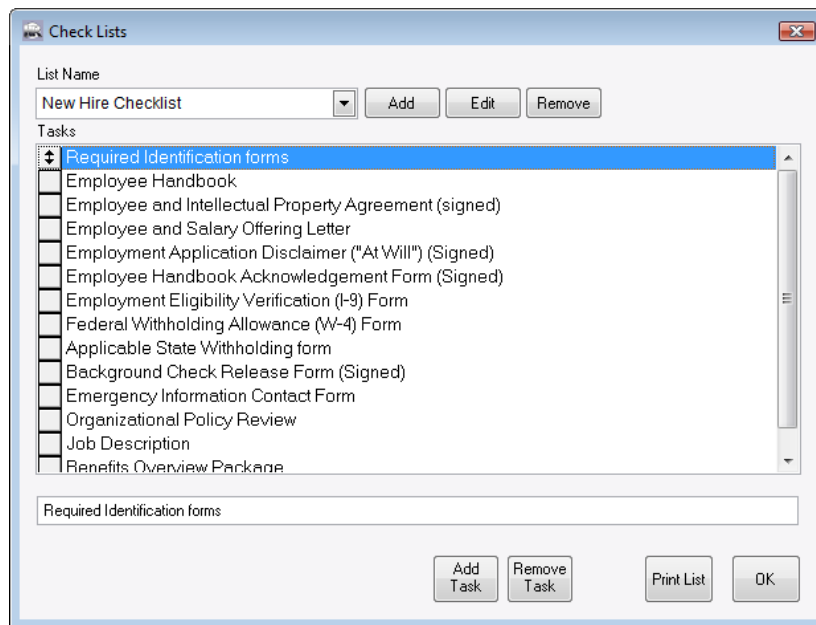 Check Lists
List Name
New Hire Checklist
Add
Edit
Remove
Tasks
Required Identification forms
Employee Handbook
Employee and Intellectual Property Agreement (signed)
Employee and Salary Offering Letter
Employment Application Disclaimer ("At Will") (Signed)
Employee Handbook Acknowledgement Form (Signed)
Employment Eligibility Verification (I-9) Form
Federal Withholding Allowance (W-4) Form
Applicable State Withholding form
Background Check Release Form (Signed)
Emergency Information Contact Form
Organizational Policy Review
Job Description
Benefits Overview Package
Required Identification forms
Add
Task
Remove
Task
Print List
OK